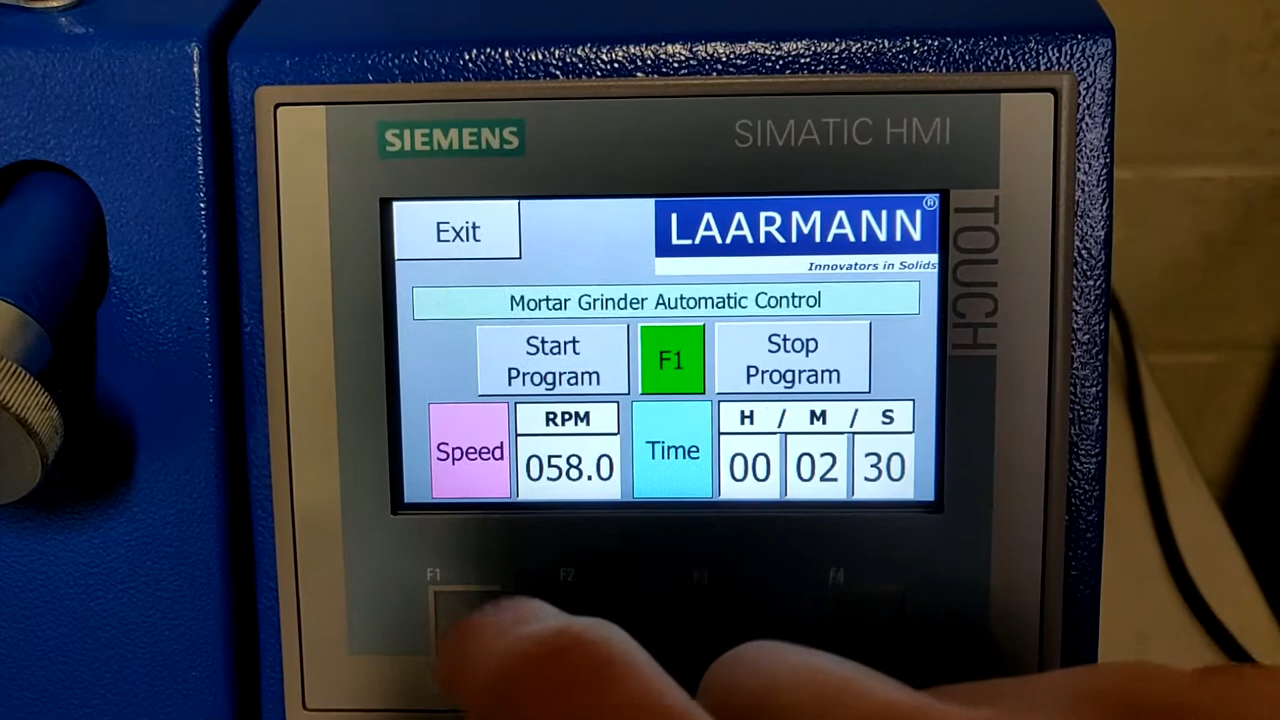 SIEMENS
SIMATIC HMI
TOUCH
Exit
LAARMANN®
Innovators in Solids
Mortar Grinder Automatic Control
Start
Program
F1
Stop
Program
Speed
RPM
058.0
Time
H / M / S
00 02 30
F1 F2 F3 F4